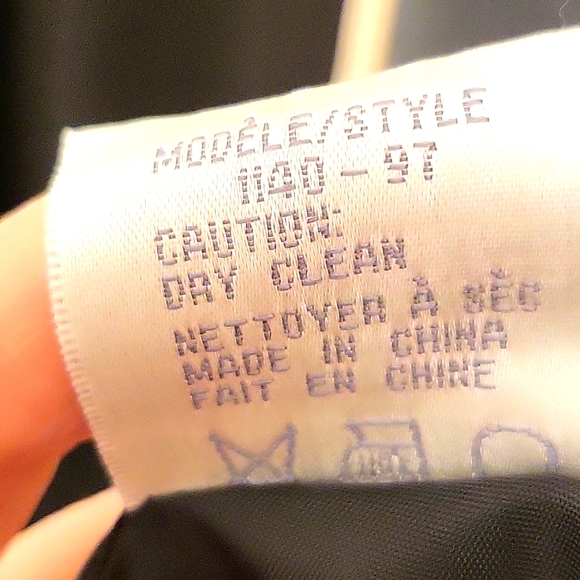 MODÈLE/STYLE
1140-97
CAUTION:
DRY CLEAN
NETTOYER À SEC
MADE IN CHINA
FAIT EN CHINE